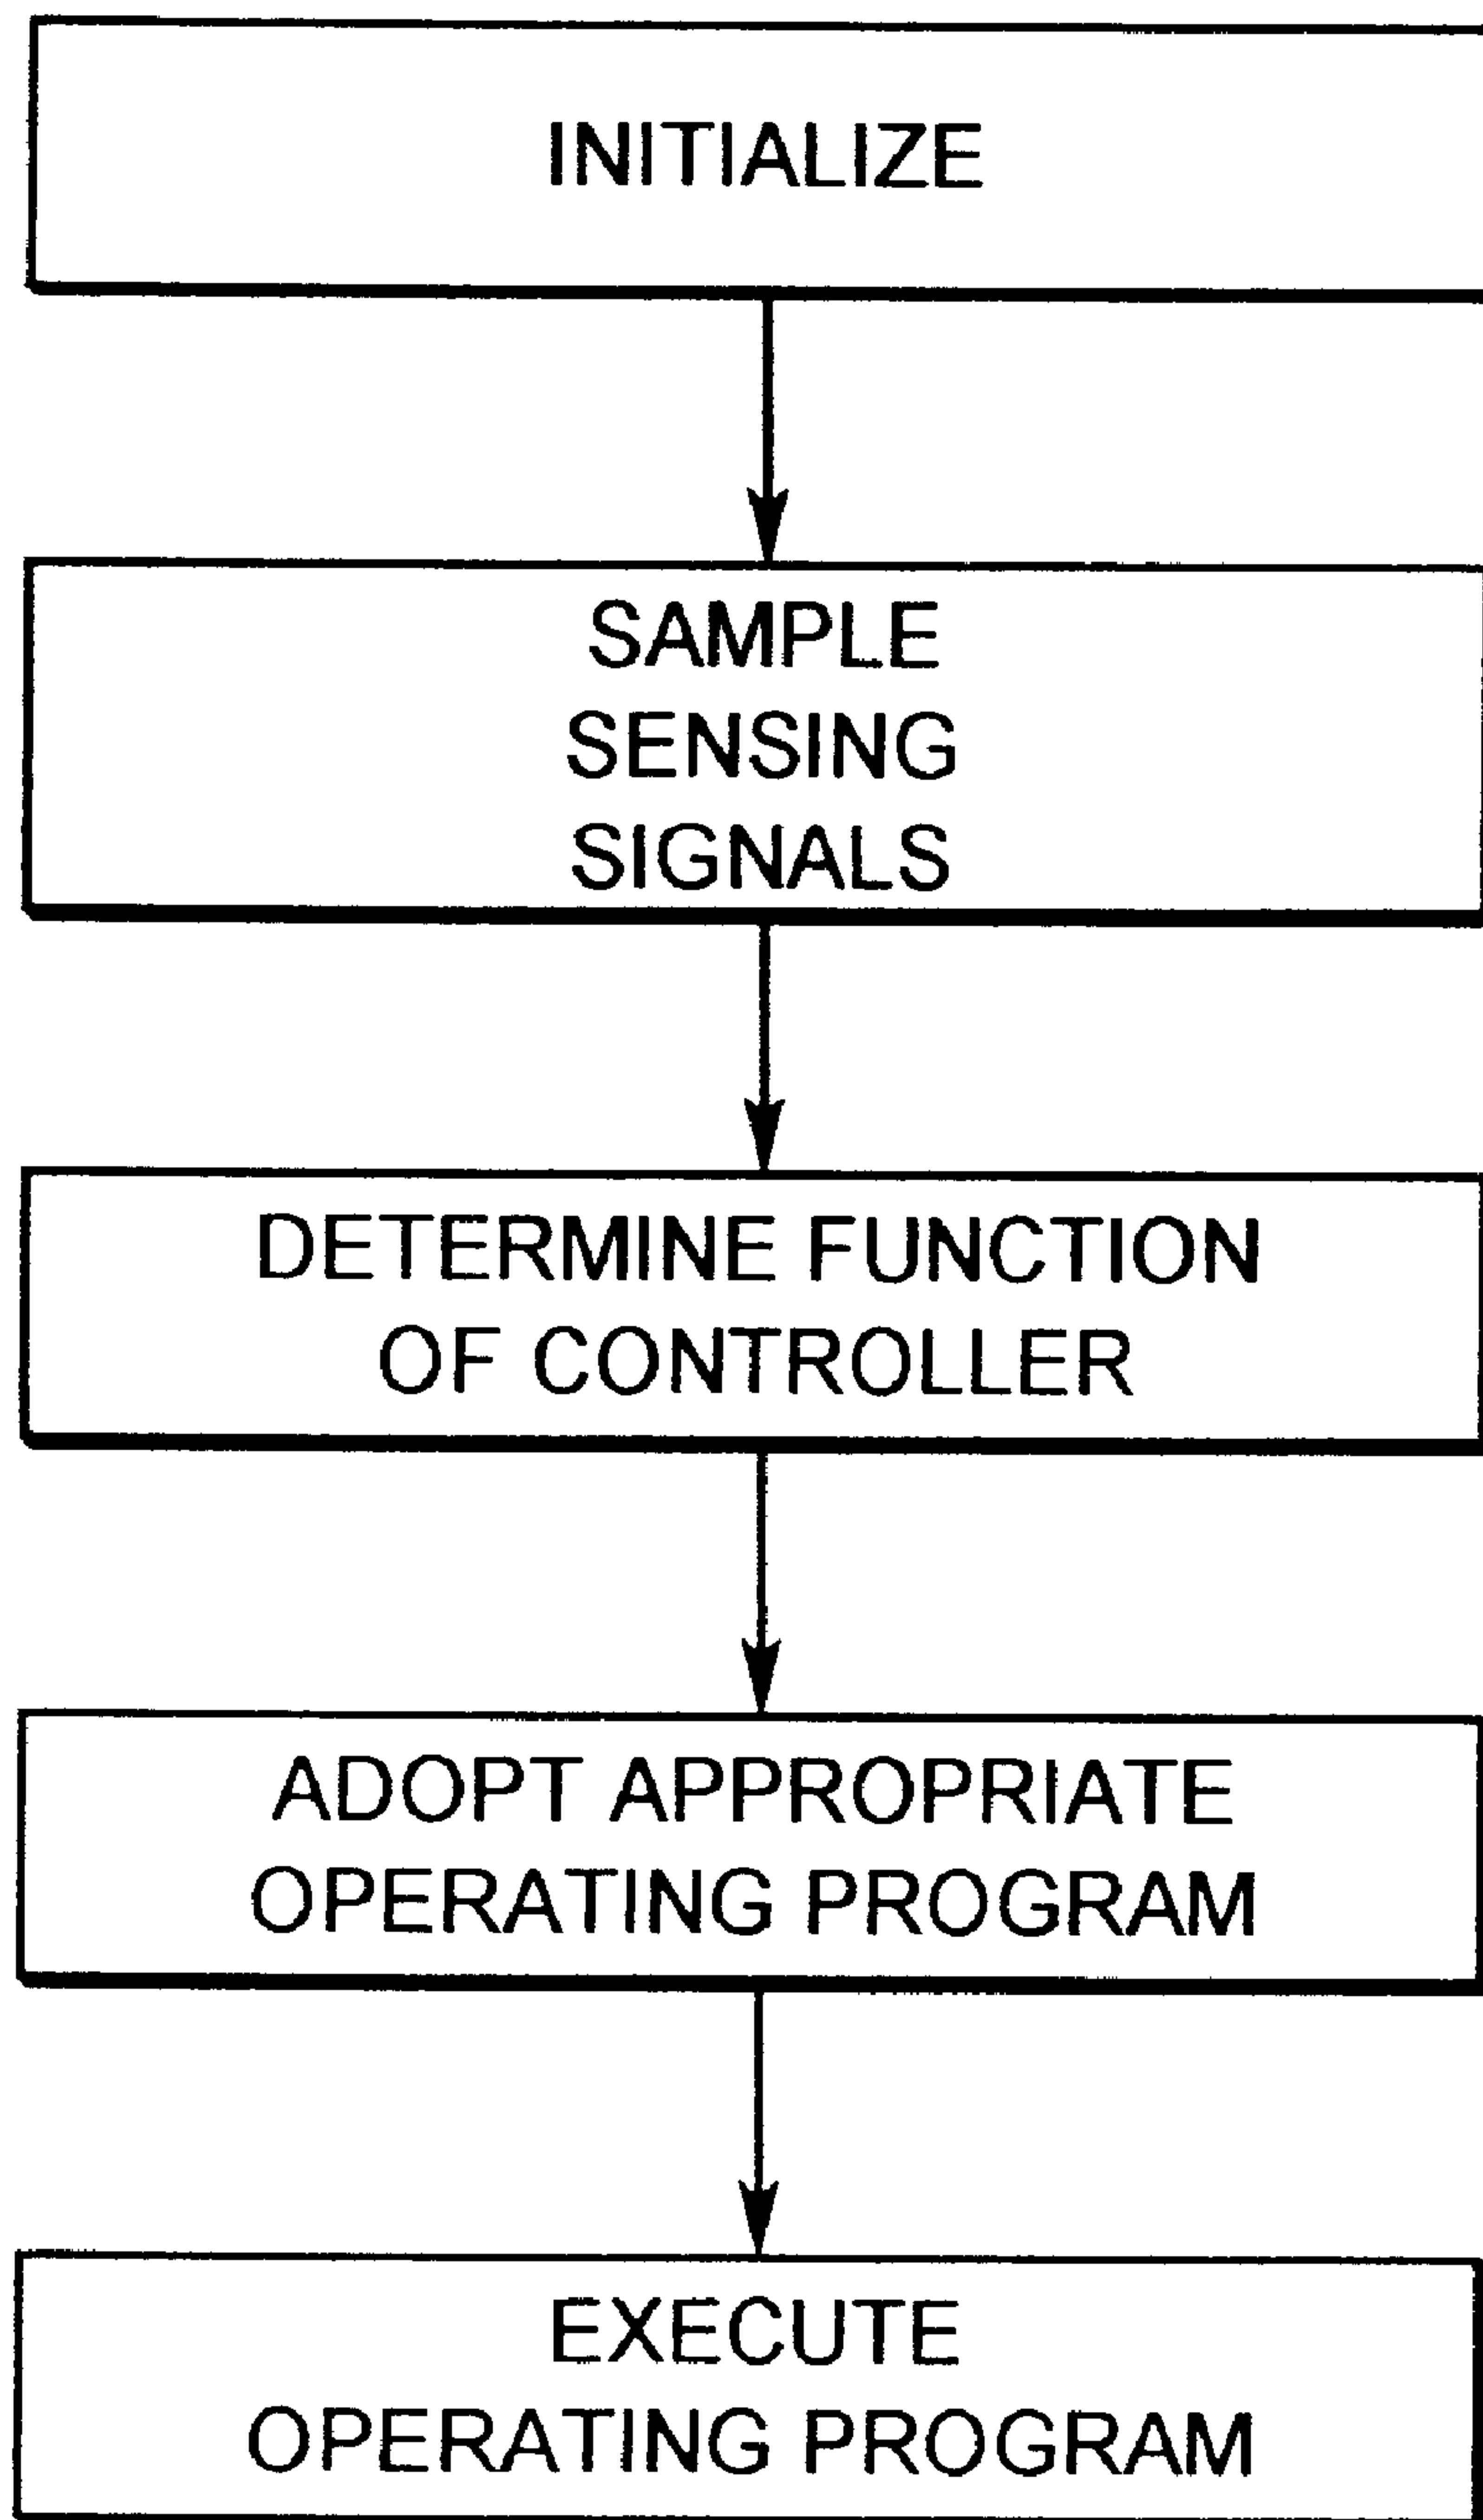 INITIALIZE
SAMPLE
SENSING
SIGNALS
DETERMINE FUNCTION
OF CONTROLLER
ADOPT APPROPRIATE
OPERATING PROGRAM
EXECUTE
OPERATING PROGRAM